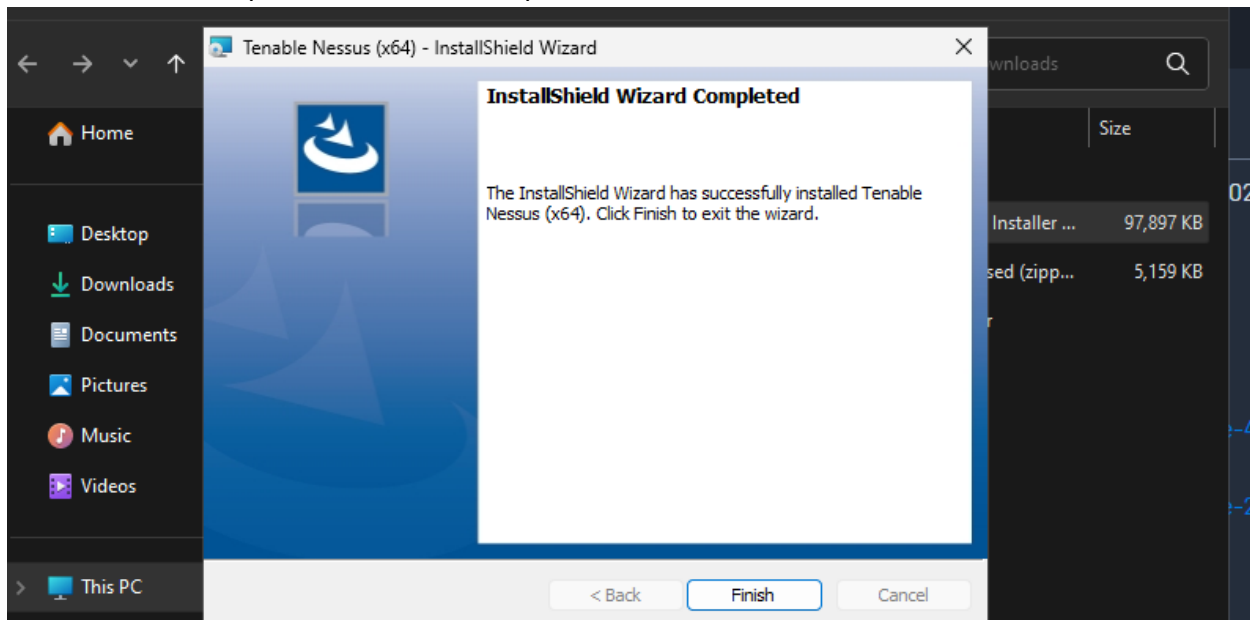 Tenable Nessus (x64) - InstallShield Wizard
wnloads
InstallShield Wizard Completed
Home
Size
The InstallShield Wizard has successfully installed Tenable
Nessus (x64). Click Finish to exit the wizard.
02
Installer ...
97,897 KB
Desktop
sed (zipp...
5,159 KB
Downloads
r
Documents
Pictures
Music
Videos
This PC
< Back
Finish
Cancel